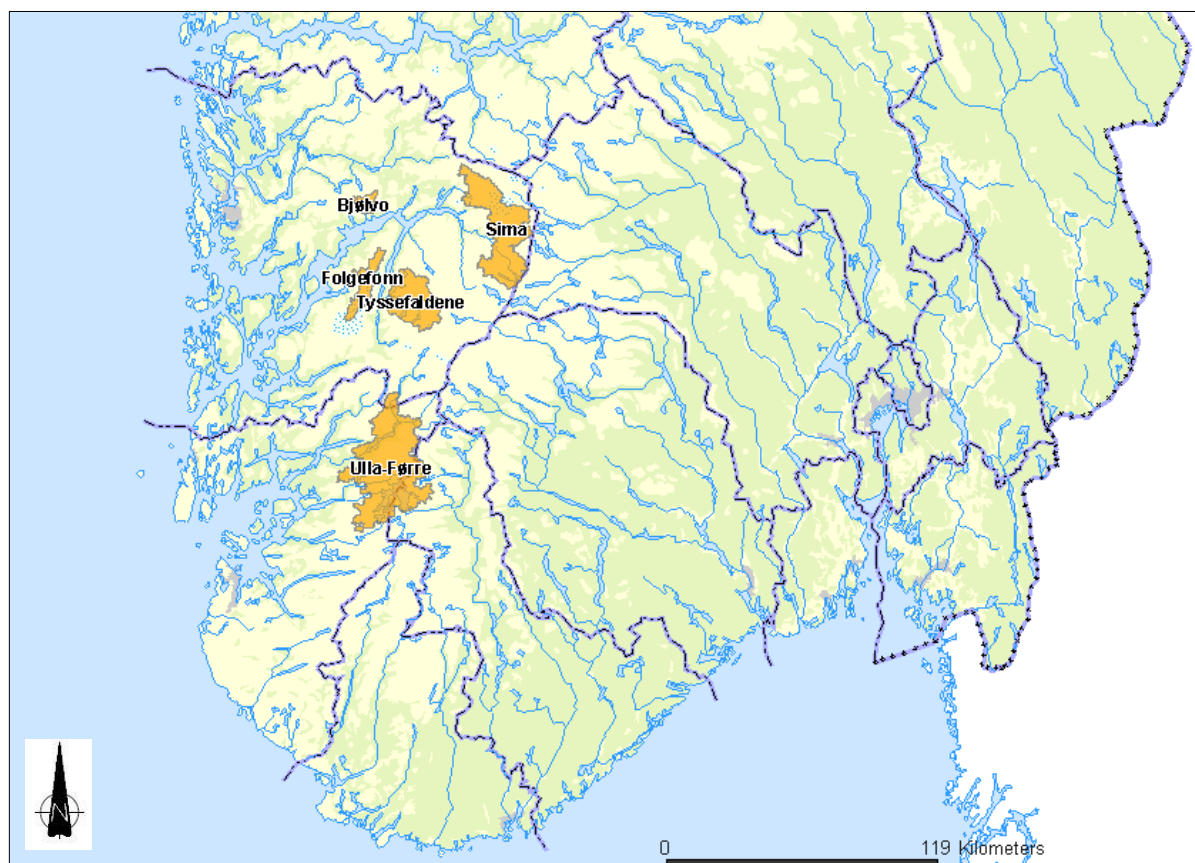 Bjølvo
Sima
Folgefonn
Tyssefaldene
Ulla-Førre
N
0 119 Kilometers